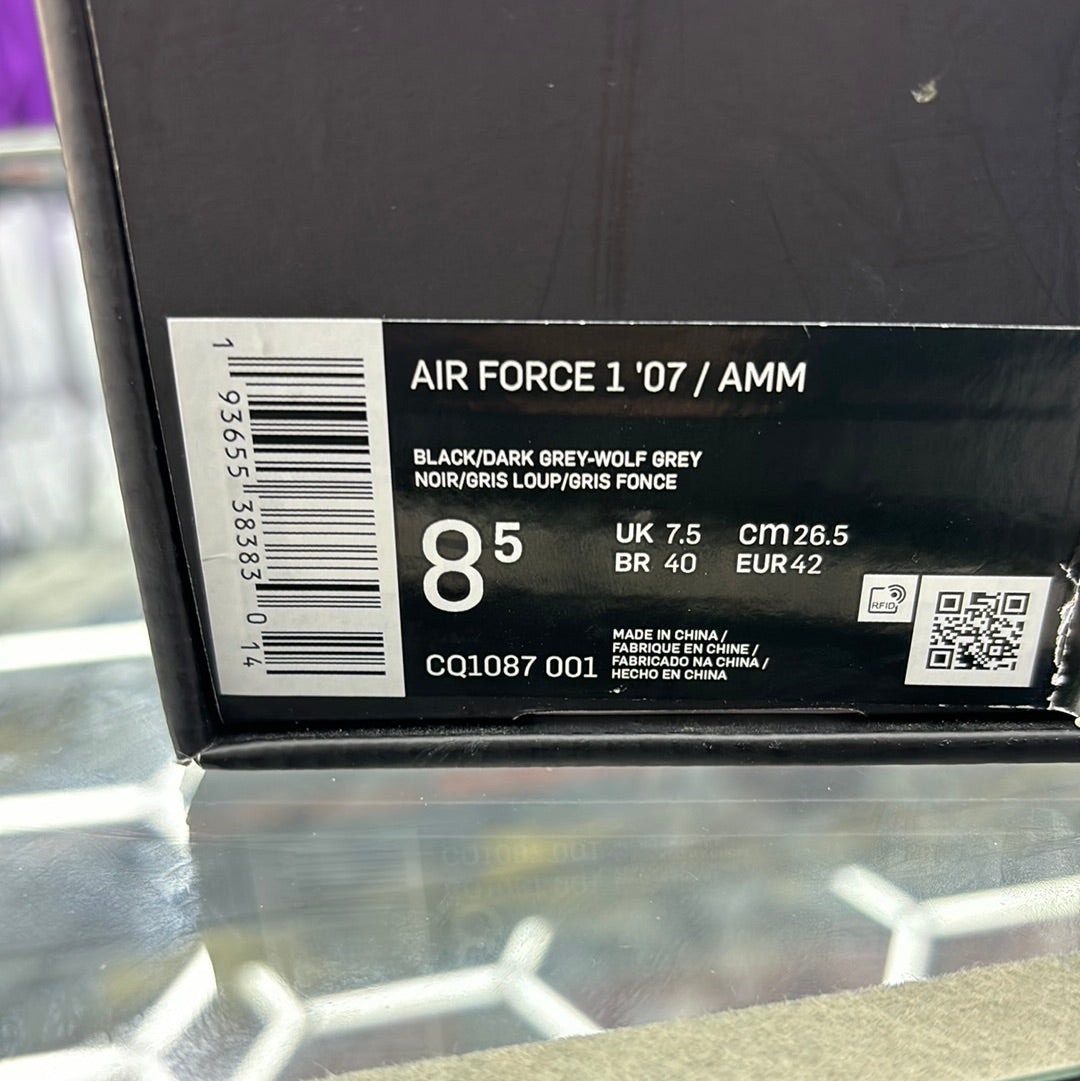 AIR FORCE 1 '07 / AMM
BLACK/DARK GREY-WOLF GREY
NOIR/GRIS LOUP/GRIS FONCE
8 5
UK 7.5 cm 26.5
BR 40 EUR 42
RFID
CQ1087 001
MADE IN CHINA /
FABRIQUE EN CHINE /
FABRICADO NA CHINA /
HECHO EN CHINA
1 93655 38383 0 14